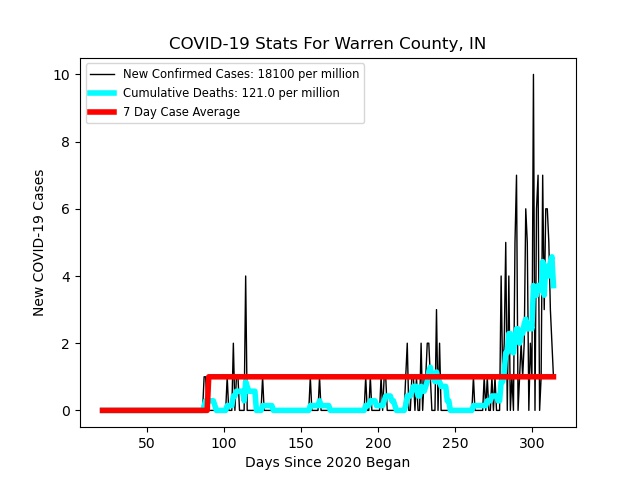 COVID-19 Stats For Warren County, IN
New Confirmed Cases: 18100 per million
Cumulative Deaths: 121.0 per million
7 Day Case Average
New COVID-19 Cases
10
8
6
4
2
0
50 100 150 200 250 300
Days Since 2020 Began